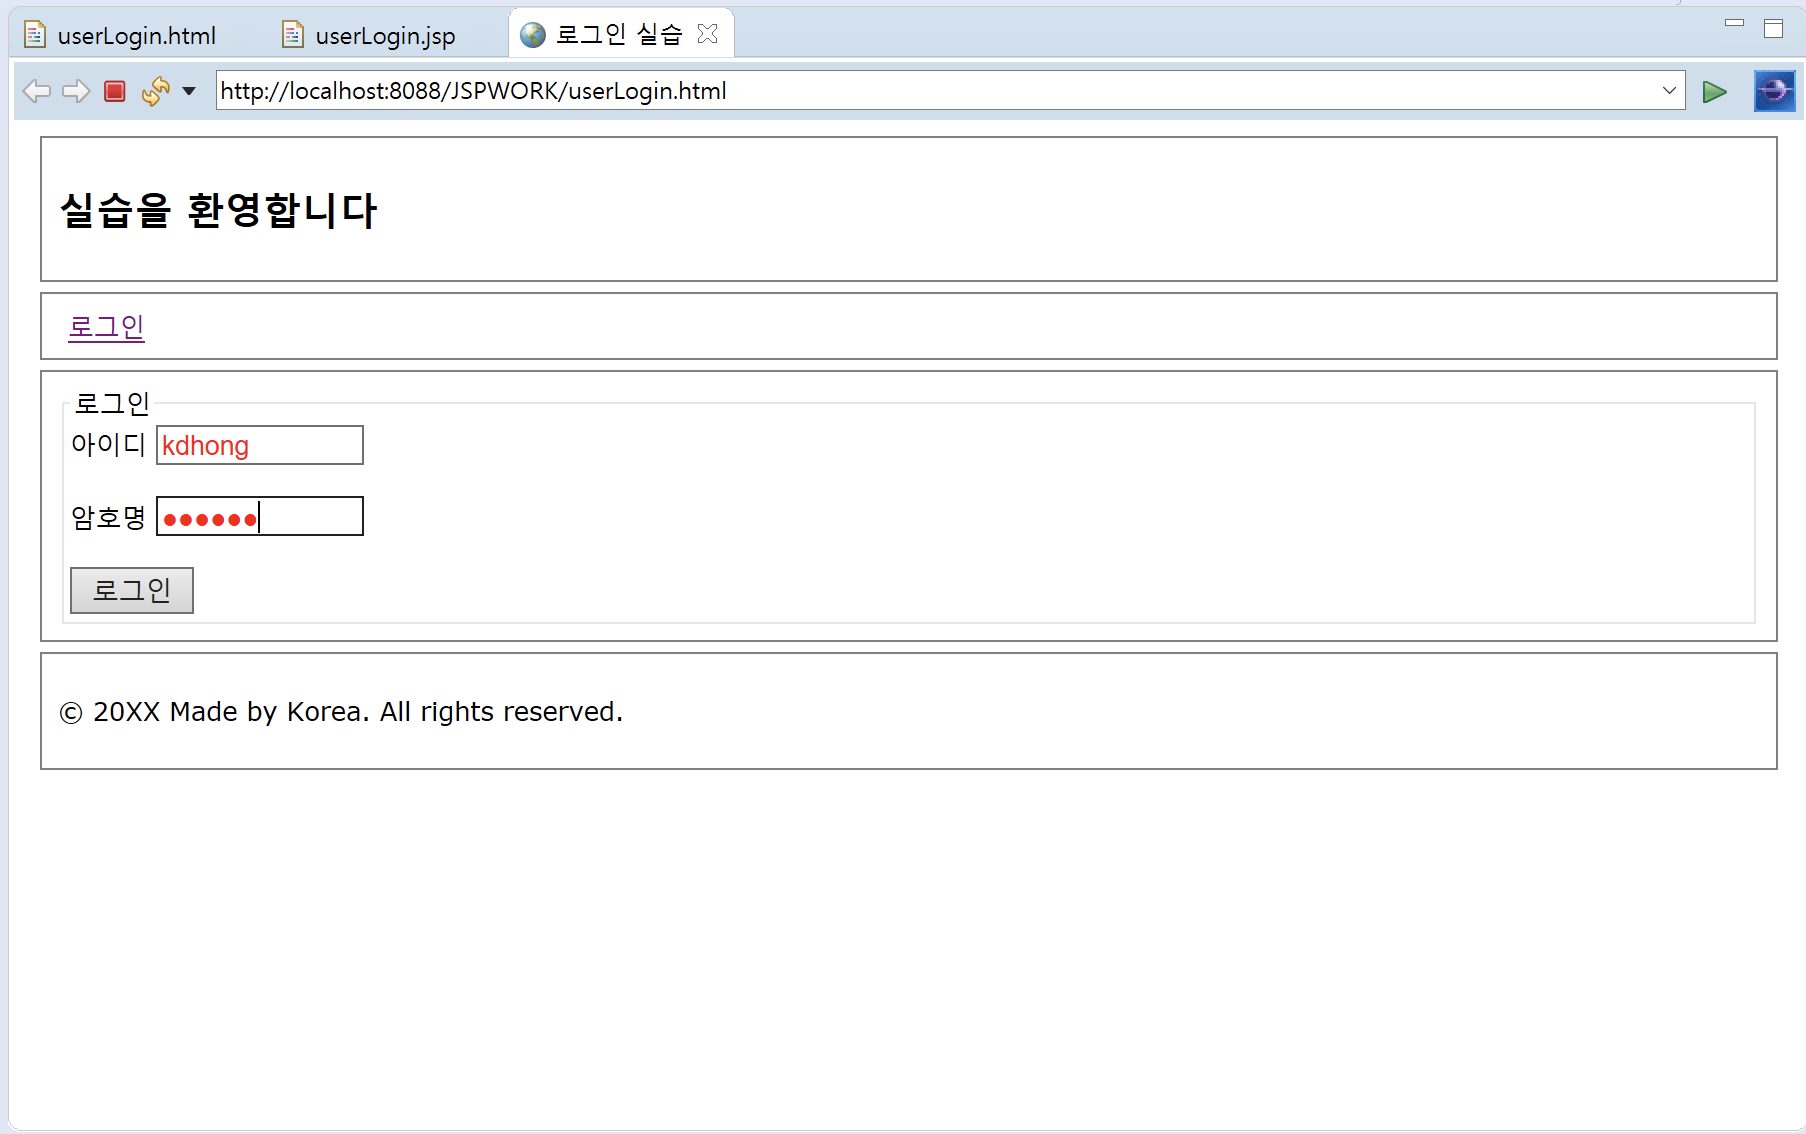 userLogin.html userLogin.jsp 로그인 실습
http://localhost:8088/JSPWORK/userLogin.html
실습을 환영합니다
로그인
로그인
아이디 kdhong
암호명 ●●●●●●
로그인
© 20XX Made by Korea. All rights reserved.